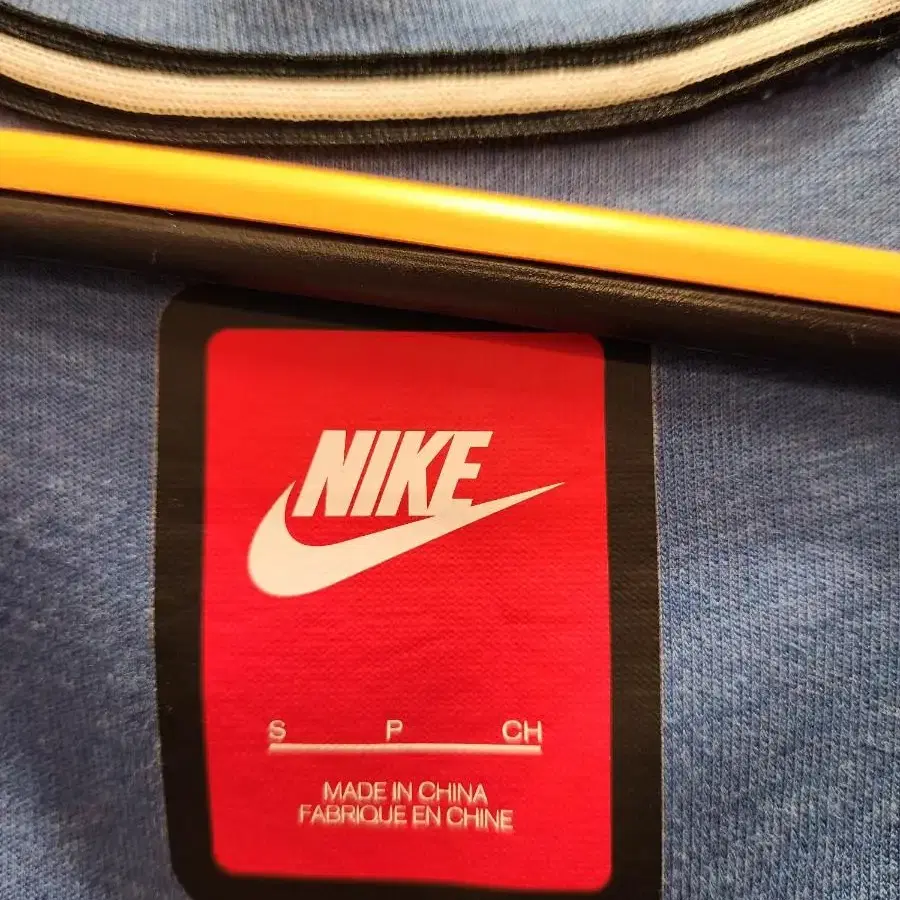 NIKE
S P CH
MADE IN CHINA
FABRIQUE EN CHINE